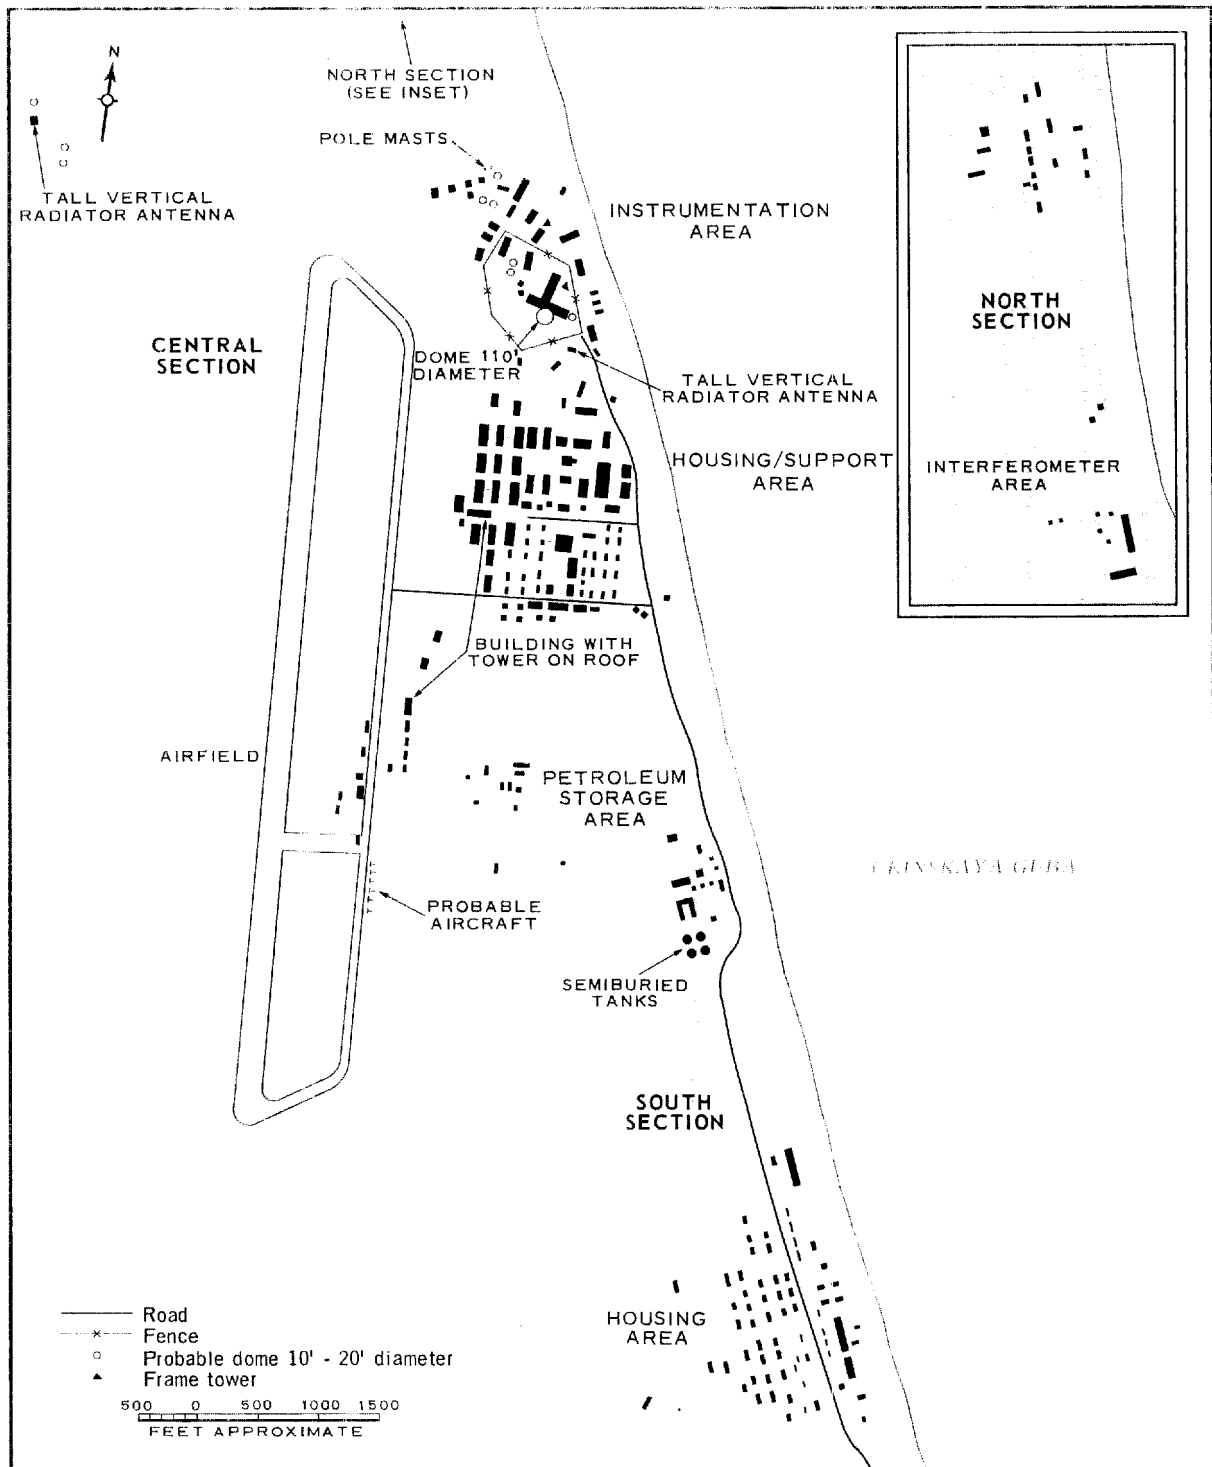 N
NORTH SECTION
(SEE INSET)
POLE MASTS
TALL VERTICAL
RADIATOR ANTENNA
INSTRUMENTATION
AREA
CENTRAL
SECTION
DOME 110'
DIAMETER
TALL VERTICAL
RADIATOR ANTENNA
HOUSING/SUPPORT
AREA
NORTH
SECTION
INTERFEROMETER
AREA
BUILDING WITH
TOWER ON ROOF
AIRFIELD
PETROLEUM
STORAGE
AREA
PROBABLE
AIRCRAFT
SEMIBURIED
TANKS
SOUTH
SECTION
HOUSING
AREA
Road
Fence
Probable dome 10' - 20' diameter
Frame tower
500 0 500 1000 1500
FEET APPROXIMATE